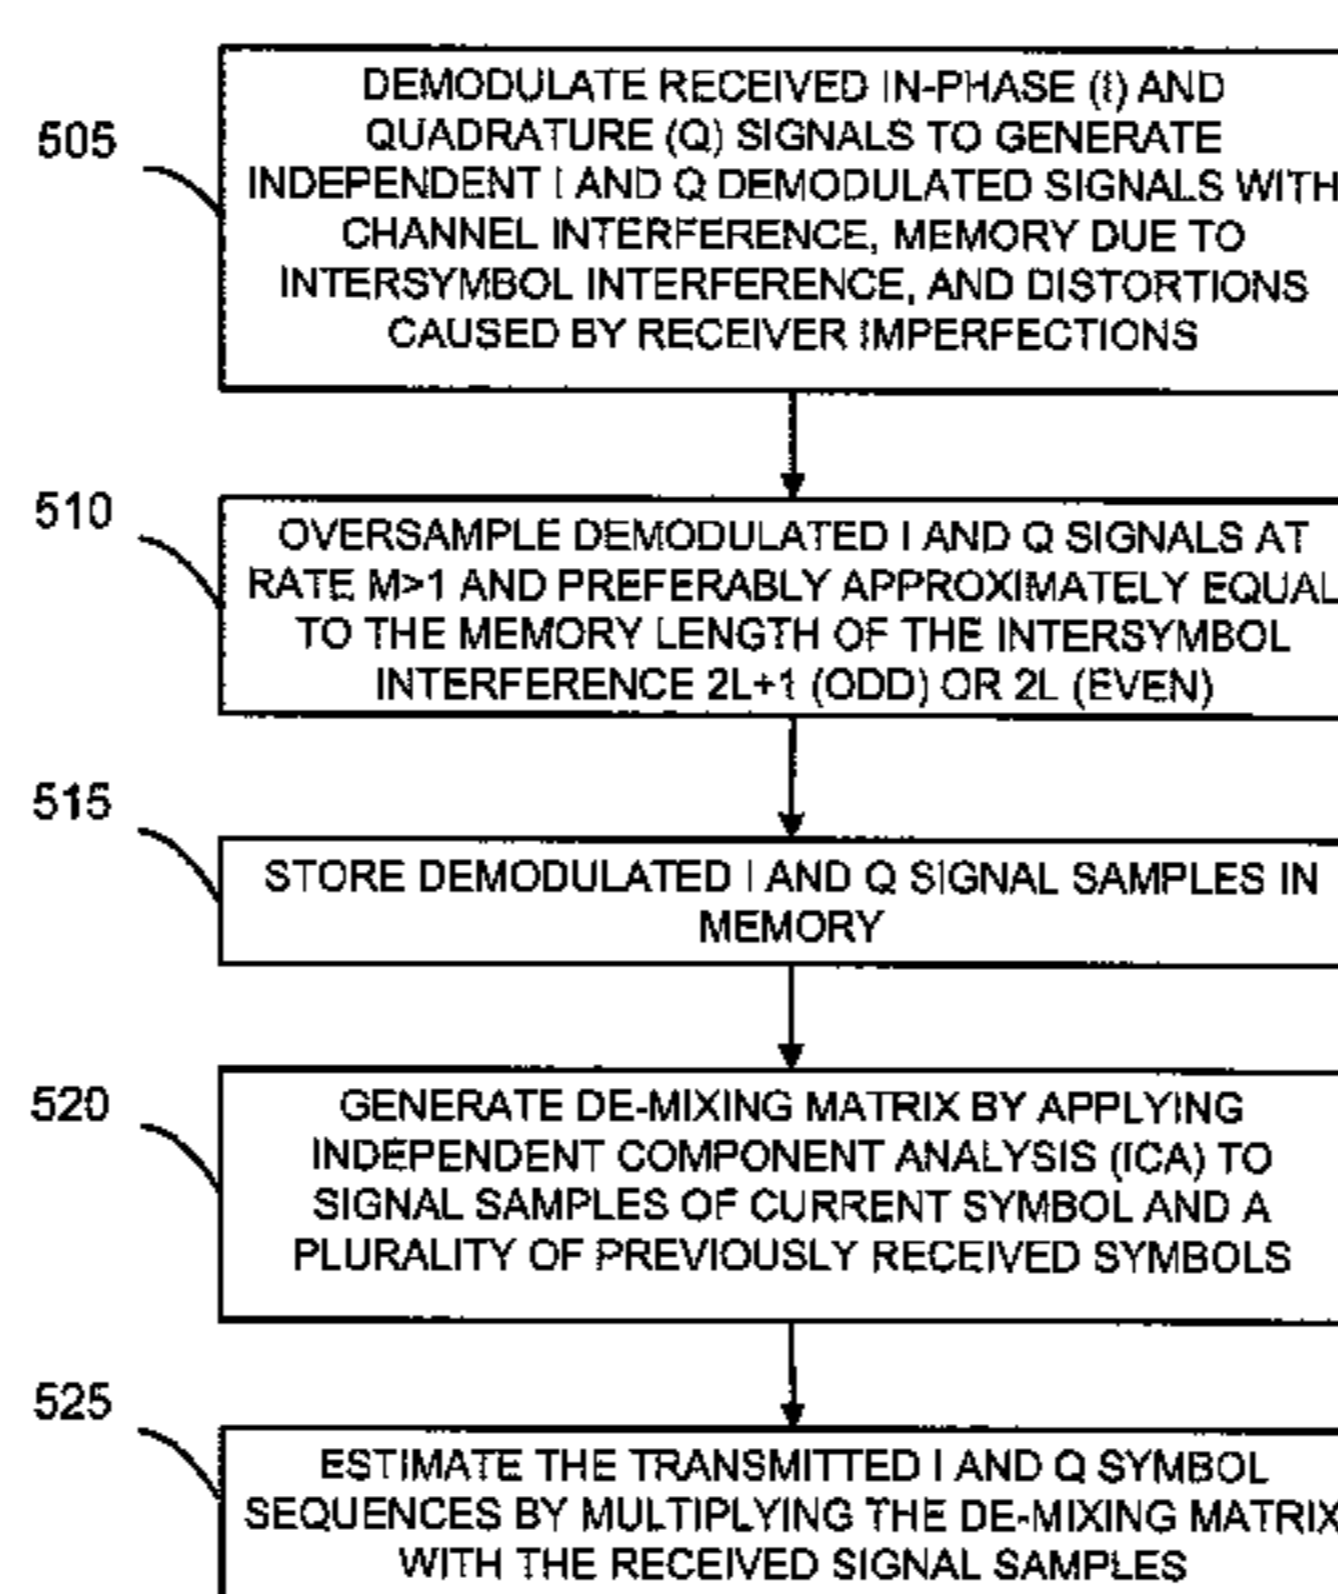 505
DEMODULATE RECEIVED IN-PHASE (I) AND
QUADRATURE (Q) SIGNALS TO GENERATE
INDEPENDENT I AND Q DEMODULATED SIGNALS WITH
CHANNEL INTERFERENCE, MEMORY DUE TO
INTERSYMBOL INTERFERENCE, AND DISTORTIONS
CAUSED BY RECEIVER IMPERFECTIONS
510
OVERSAMPLE DEMODULATED I AND Q SIGNALS AT
RATE M>1 AND PREFERABLY APPROXIMATELY EQUAL
TO THE MEMORY LENGTH OF THE INTERSYMBOL
INTERFERENCE 2L+1 (ODD) OR 2L (EVEN)
515
STORE DEMODULATED I AND Q SIGNAL SAMPLES IN
MEMORY
520
GENERATE DE-MIXING MATRIX BY APPLYING
INDEPENDENT COMPONENT ANALYSIS (ICA) TO
SIGNAL SAMPLES OF CURRENT SYMBOL AND A
PLURALITY OF PREVIOUSLY RECEIVED SYMBOLS
525
ESTIMATE THE TRANSMITTED I AND Q SYMBOL
SEQUENCES BY MULTIPLYING THE DE-MIXING MATRIX
WITH THE RECEIVED SIGNAL SAMPLES